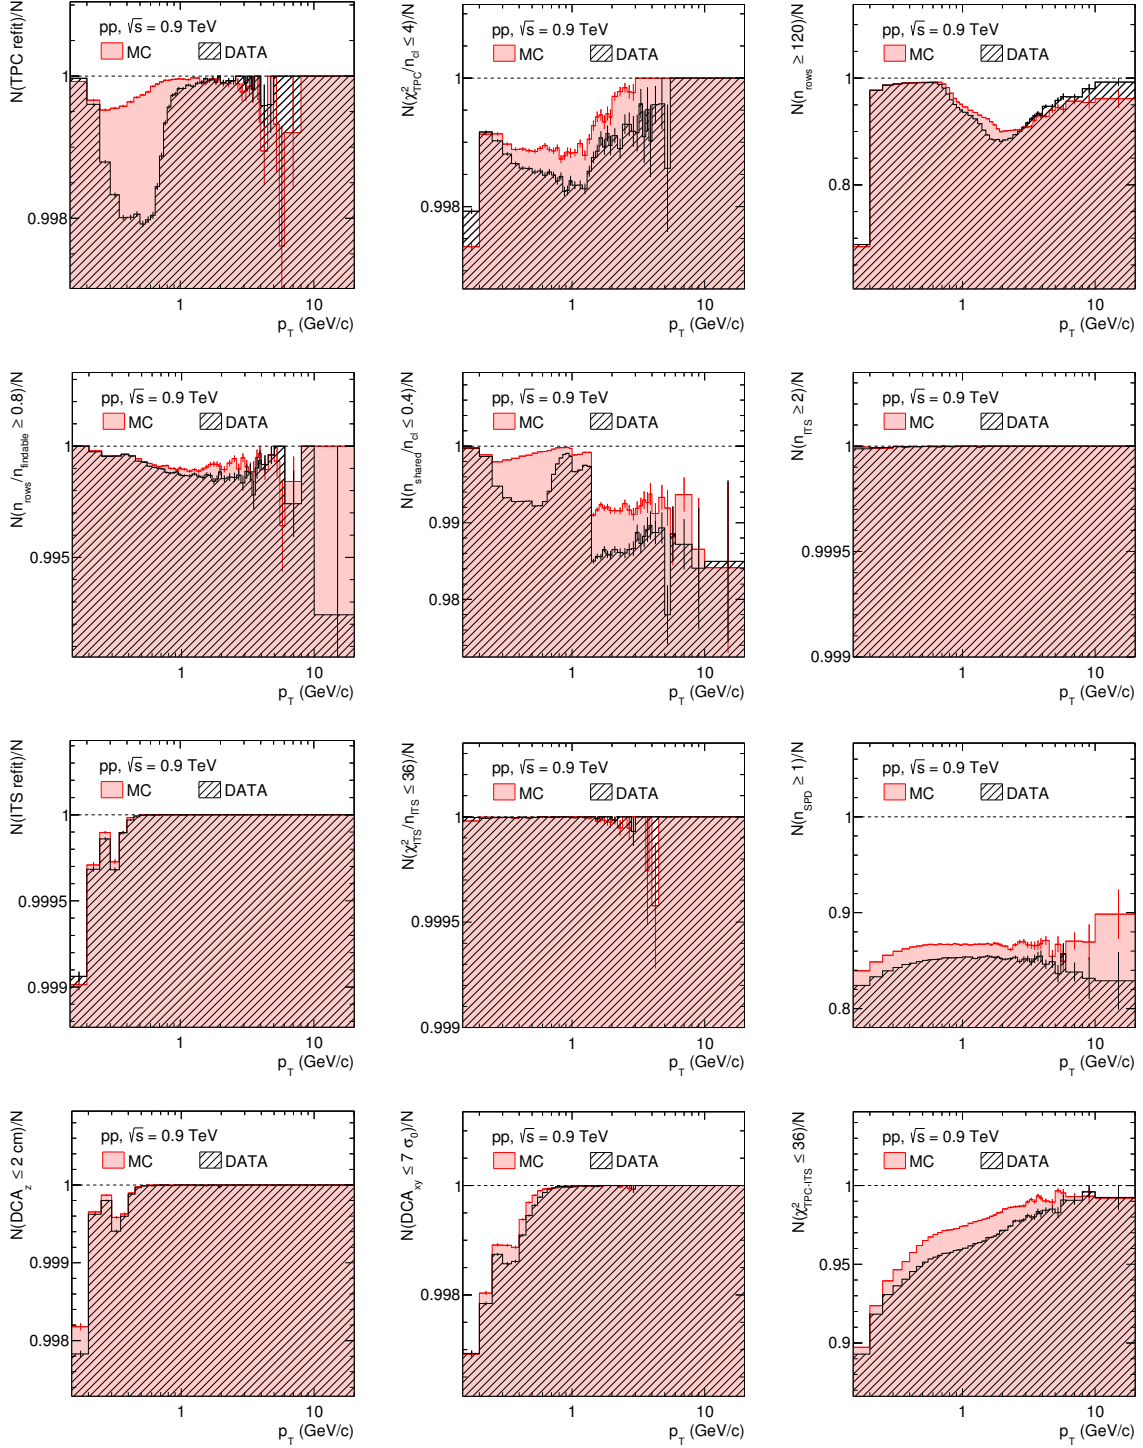 N(TPC refit)/N
pp, √s = 0.9 TeV
MC DATA
1
0.998
1 10
p_T (GeV/c)
N(χ²_TPC/n_cl ≤ 4)/N
pp, √s = 0.9 TeV
MC DATA
1
0.998
1 10
p_T (GeV/c)
N(n_rows ≥ 120)/N
pp, √s = 0.9 TeV
MC DATA
1
0.8
1 10
p_T (GeV/c)
N(n_rows/n_findable ≥ 0.8)/N
pp, √s = 0.9 TeV
MC DATA
1
0.995
1 10
p_T (GeV/c)
N(n_shared/n_cl ≤ 0.4)/N
pp, √s = 0.9 TeV
MC DATA
1
0.99
0.98
1 10
p_T (GeV/c)
N(n_ITS ≥ 2)/N
pp, √s = 0.9 TeV
MC DATA
1
0.9995
0.999
1 10
p_T (GeV/c)
N(ITS refit)/N
pp, √s = 0.9 TeV
MC DATA
1
0.9995
0.999
1 10
p_T (GeV/c)
N(χ²_ITS/n_ITS ≤ 36)/N
pp, √s = 0.9 TeV
MC DATA
1
0.9995
0.999
1 10
p_T (GeV/c)
N(n_SPD ≥ 1)/N
pp, √s = 0.9 TeV
MC DATA
1
0.9
0.8
1 10
p_T (GeV/c)
N(DCA_z ≤ 2 cm)/N
pp, √s = 0.9 TeV
MC DATA
1
0.999
0.998
1 10
p_T (GeV/c)
N(DCA_xy ≤ 7 σ_0)/N
pp, √s = 0.9 TeV
MC DATA
1
0.998
1 10
p_T (GeV/c)
N(χ²_TPC-ITS ≤ 36)/N
pp, √s = 0.9 TeV
MC DATA
1
0.95
0.9
1 10
p_T (GeV/c)